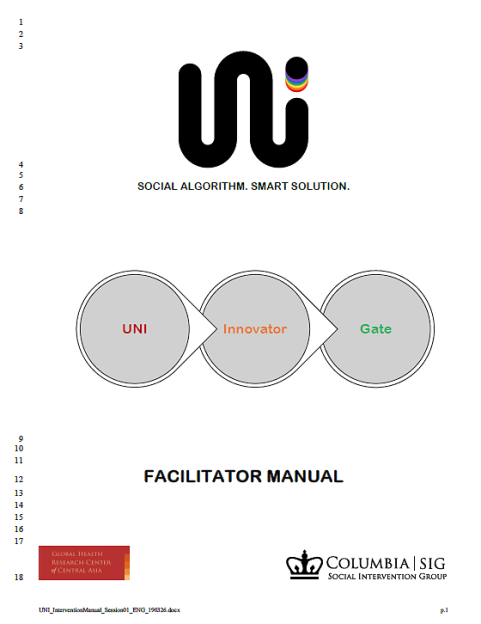 1
2
3
UNi
4
5
6 SOCIAL ALGORITHM. SMART SOLUTION.
7
8
UNI Innovator Gate
9
10
11
12 FACILITATOR MANUAL
13
14
15
16
17
GLOBAL HEALTH
RESEARCH CENTER
of CENTRAL ASIA
COLUMBIA | SIG
SOCIAL INTERVENTION GROUP
18
UNI_InterventionManual_Session01_ENG_190326.docx p.1